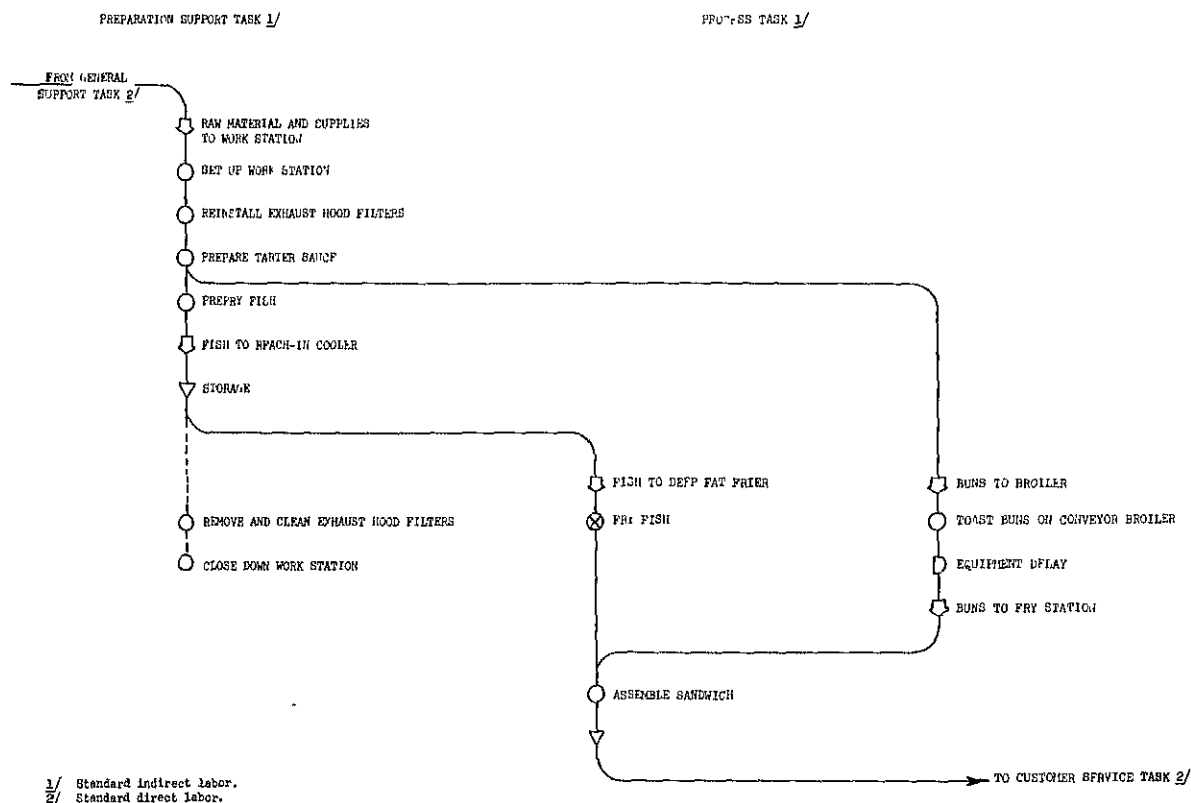 PREPARATION SUPPORT TASK 1/
PROCESS TASK 1/
FROM GENERAL
SUPPORT TASK 2/
RAW MATERIAL AND SUPPLIES
TO WORK STATION
SET UP WORK STATION
REINSTALL EXHAUST HOOD FILTERS
PREPARE TARTER SAUCE
PREFRY FISH
FISH TO REACH-IN COOLER
STORAGE
REMOVE AND CLEAN EXHAUST HOOD FILTERS
CLOSE DOWN WORK STATION
FISH TO DEEP FAT FRIER
FRY FISH
BUNS TO BROILER
TOAST BUNS ON CONVEYOR BROILER
EQUIPMENT DELAY
BUNS TO FRY STATION
ASSEMBLE SANDWICH
TO CUSTOMER SERVICE TASK 2/
1/ Standard indirect labor.
2/ Standard direct labor.